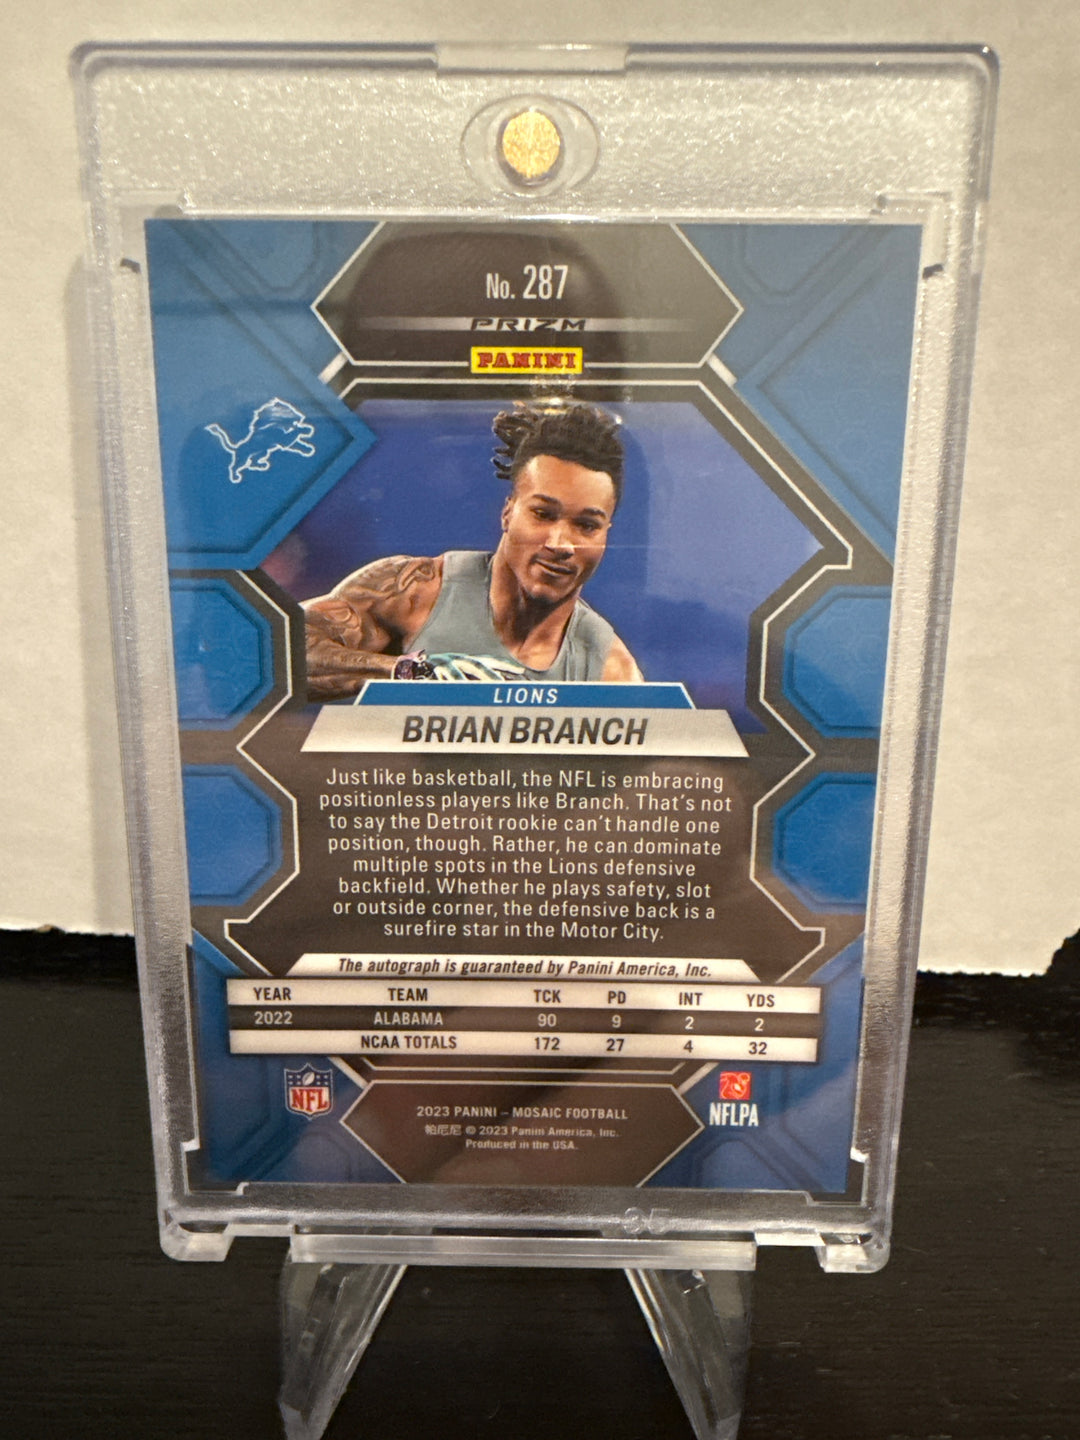 No. 287
PRIZM
PANINI
LIONS
BRIAN BRANCH
Just like basketball, the NFL is embracing
positionless players like Branch. That's not
to say the Detroit rookie can't handle one
position, though. Rather, he can dominate
multiple spots in the Lions defensive
backfield. Whether he plays safety, slot
or outside corner, the defensive back is a
surefire star in the Motor City.
The autograph is guaranteed by Panini America, Inc.
YEAR TEAM TCK PD INT YDS
2022 ALABAMA 90 9 2 2
NCAA TOTALS 172 27 4 32
NFL
NFLPA
2023 PANINI – MOSAIC FOOTBALL
帕尼尼 © 2023 Panini America, Inc.
Produced in the USA.